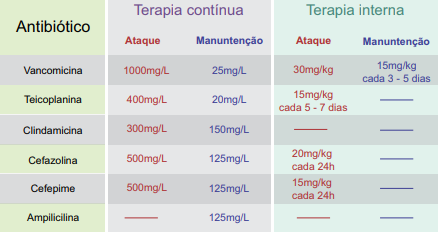 Antibiótico Terapia contínua Terapia interna
Ataque Manuntenção Ataque Manuntenção
Vancomicina 1000mg/L 25mg/L 30mg/kg 15mg/kg cada 3 - 5 dias
Teicoplanina 400mg/L 20mg/L 15mg/kg cada 5 - 7 dias ——
Clindamicina 300mg/L 150mg/L —— ——
Cefazolina 500mg/L 125mg/L 20mg/kg cada 24h ——
Cefepime 500mg/L 125mg/L 15mg/kg cada 24h ——
Ampilicilina —— 125mg/L —— ——